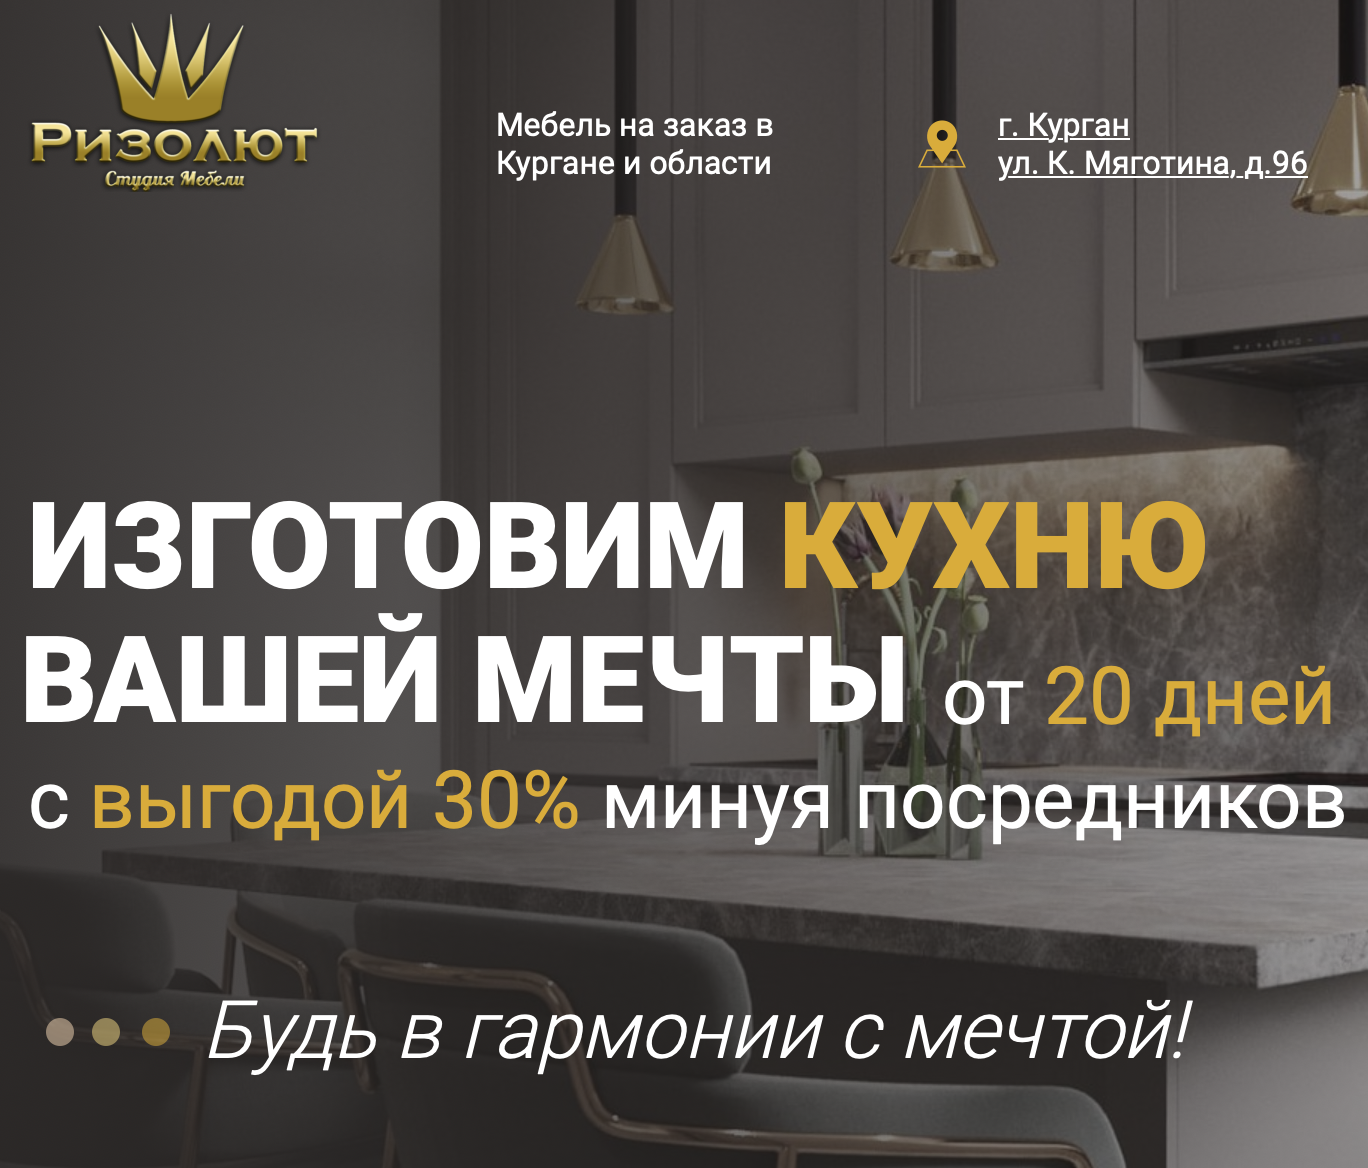 Ризолют
Студия Мебели
Мебель на заказ в
Кургане и области
г. Курган
ул. К. Мяготина, д.96
ИЗГОТОВИМ КУХНЮ
ВАШЕЙ МЕЧТЫ от 20 дней
с выгодой 30% минуя посредников
Будь в гармонии с мечтой!